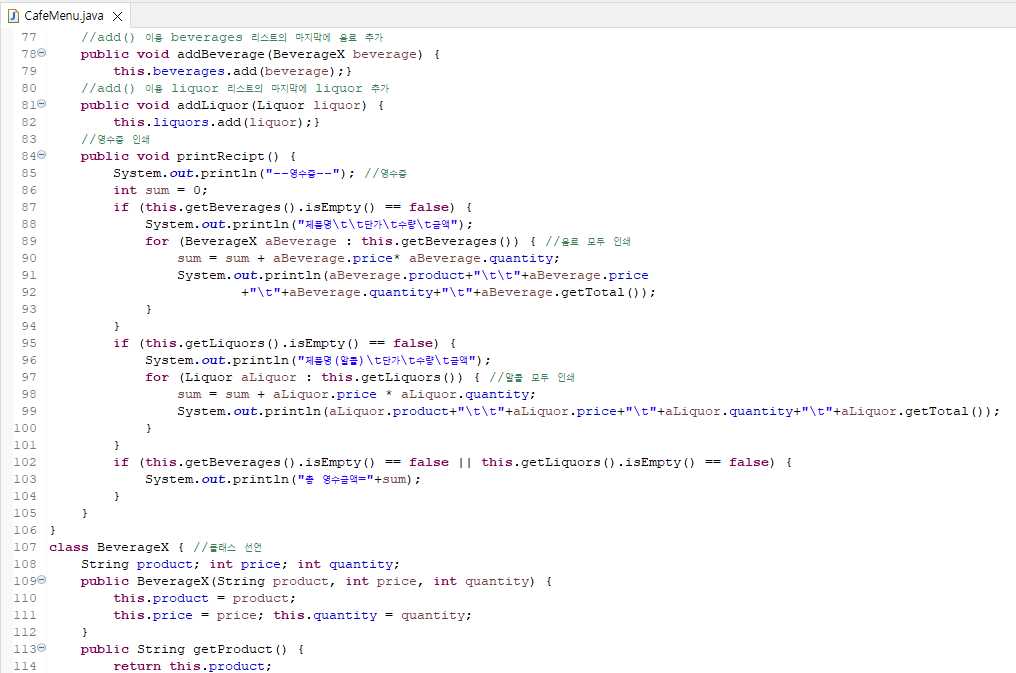 CafeMenu.java
77 //add() 이용 beverages 리스트의 마지막에 음료 추가
78 public void addBeverage(BeverageX beverage) {
79 this.beverages.add(beverage);}
80 //add() 이용 liquor 리스트의 마지막에 liquor 추가
81 public void addLiquor(Liquor liquor) {
82 this.liquors.add(liquor);}
83 //영수증 인쇄
84 public void printRecipt() {
85 System.out.println("--영수증--"); //영수증
86 int sum = 0;
87 if (this.getBeverages().isEmpty() == false) {
88 System.out.println("제품명\t\t단가\t수량\t금액");
89 for (BeverageX aBeverage : this.getBeverages()) { //음료 모두 인쇄
90 sum = sum + aBeverage.price* aBeverage.quantity;
91 System.out.println(aBeverage.product+"\t\t"+aBeverage.price
92 +"\t"+aBeverage.quantity+"\t"+aBeverage.getTotal());
93 }
94 }
95 if (this.getLiquors().isEmpty() == false) {
96 System.out.println("제품명(알콜)\t단가\t수량\t금액");
97 for (Liquor aLiquor : this.getLiquors()) { //알콜 모두 인쇄
98 sum = sum + aLiquor.price * aLiquor.quantity;
99 System.out.println(aLiquor.product+"\t\t"+aLiquor.price+"\t"+aLiquor.quantity+"\t"+aLiquor.getTotal());
100 }
101 }
102 if (this.getBeverages().isEmpty() == false || this.getLiquors().isEmpty() == false) {
103 System.out.println("총 영수금액="+sum);
104 }
105 }
106 }
107 class BeverageX { //클래스 선언
108 String product; int price; int quantity;
109 public BeverageX(String product, int price, int quantity) {
110 this.product = product;
111 this.price = price; this.quantity = quantity;
112 }
113 public String getProduct() {
114 return this.product;